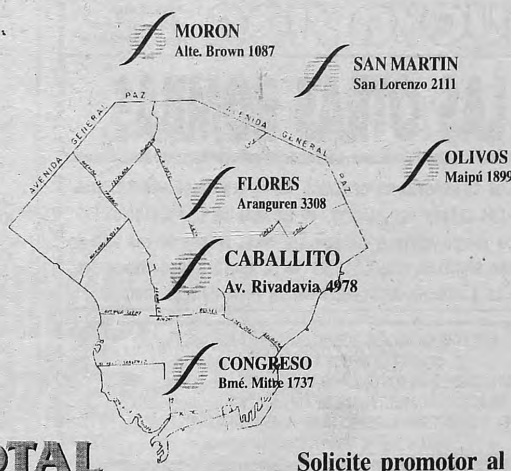 MORON
Alte. Brown 1087
SAN MARTIN
San Lorenzo 2111
AVENIDA GENERAL PAZ
AVENIDA GENERAL PAZ
OLIVOS
Maipú 1899
FLORES
Aranguren 3308
CABALLITO
Av. Rivadavia 4978
CONGRESO
Bmé. Mitre 1737
OTAL
Solicite promotor al